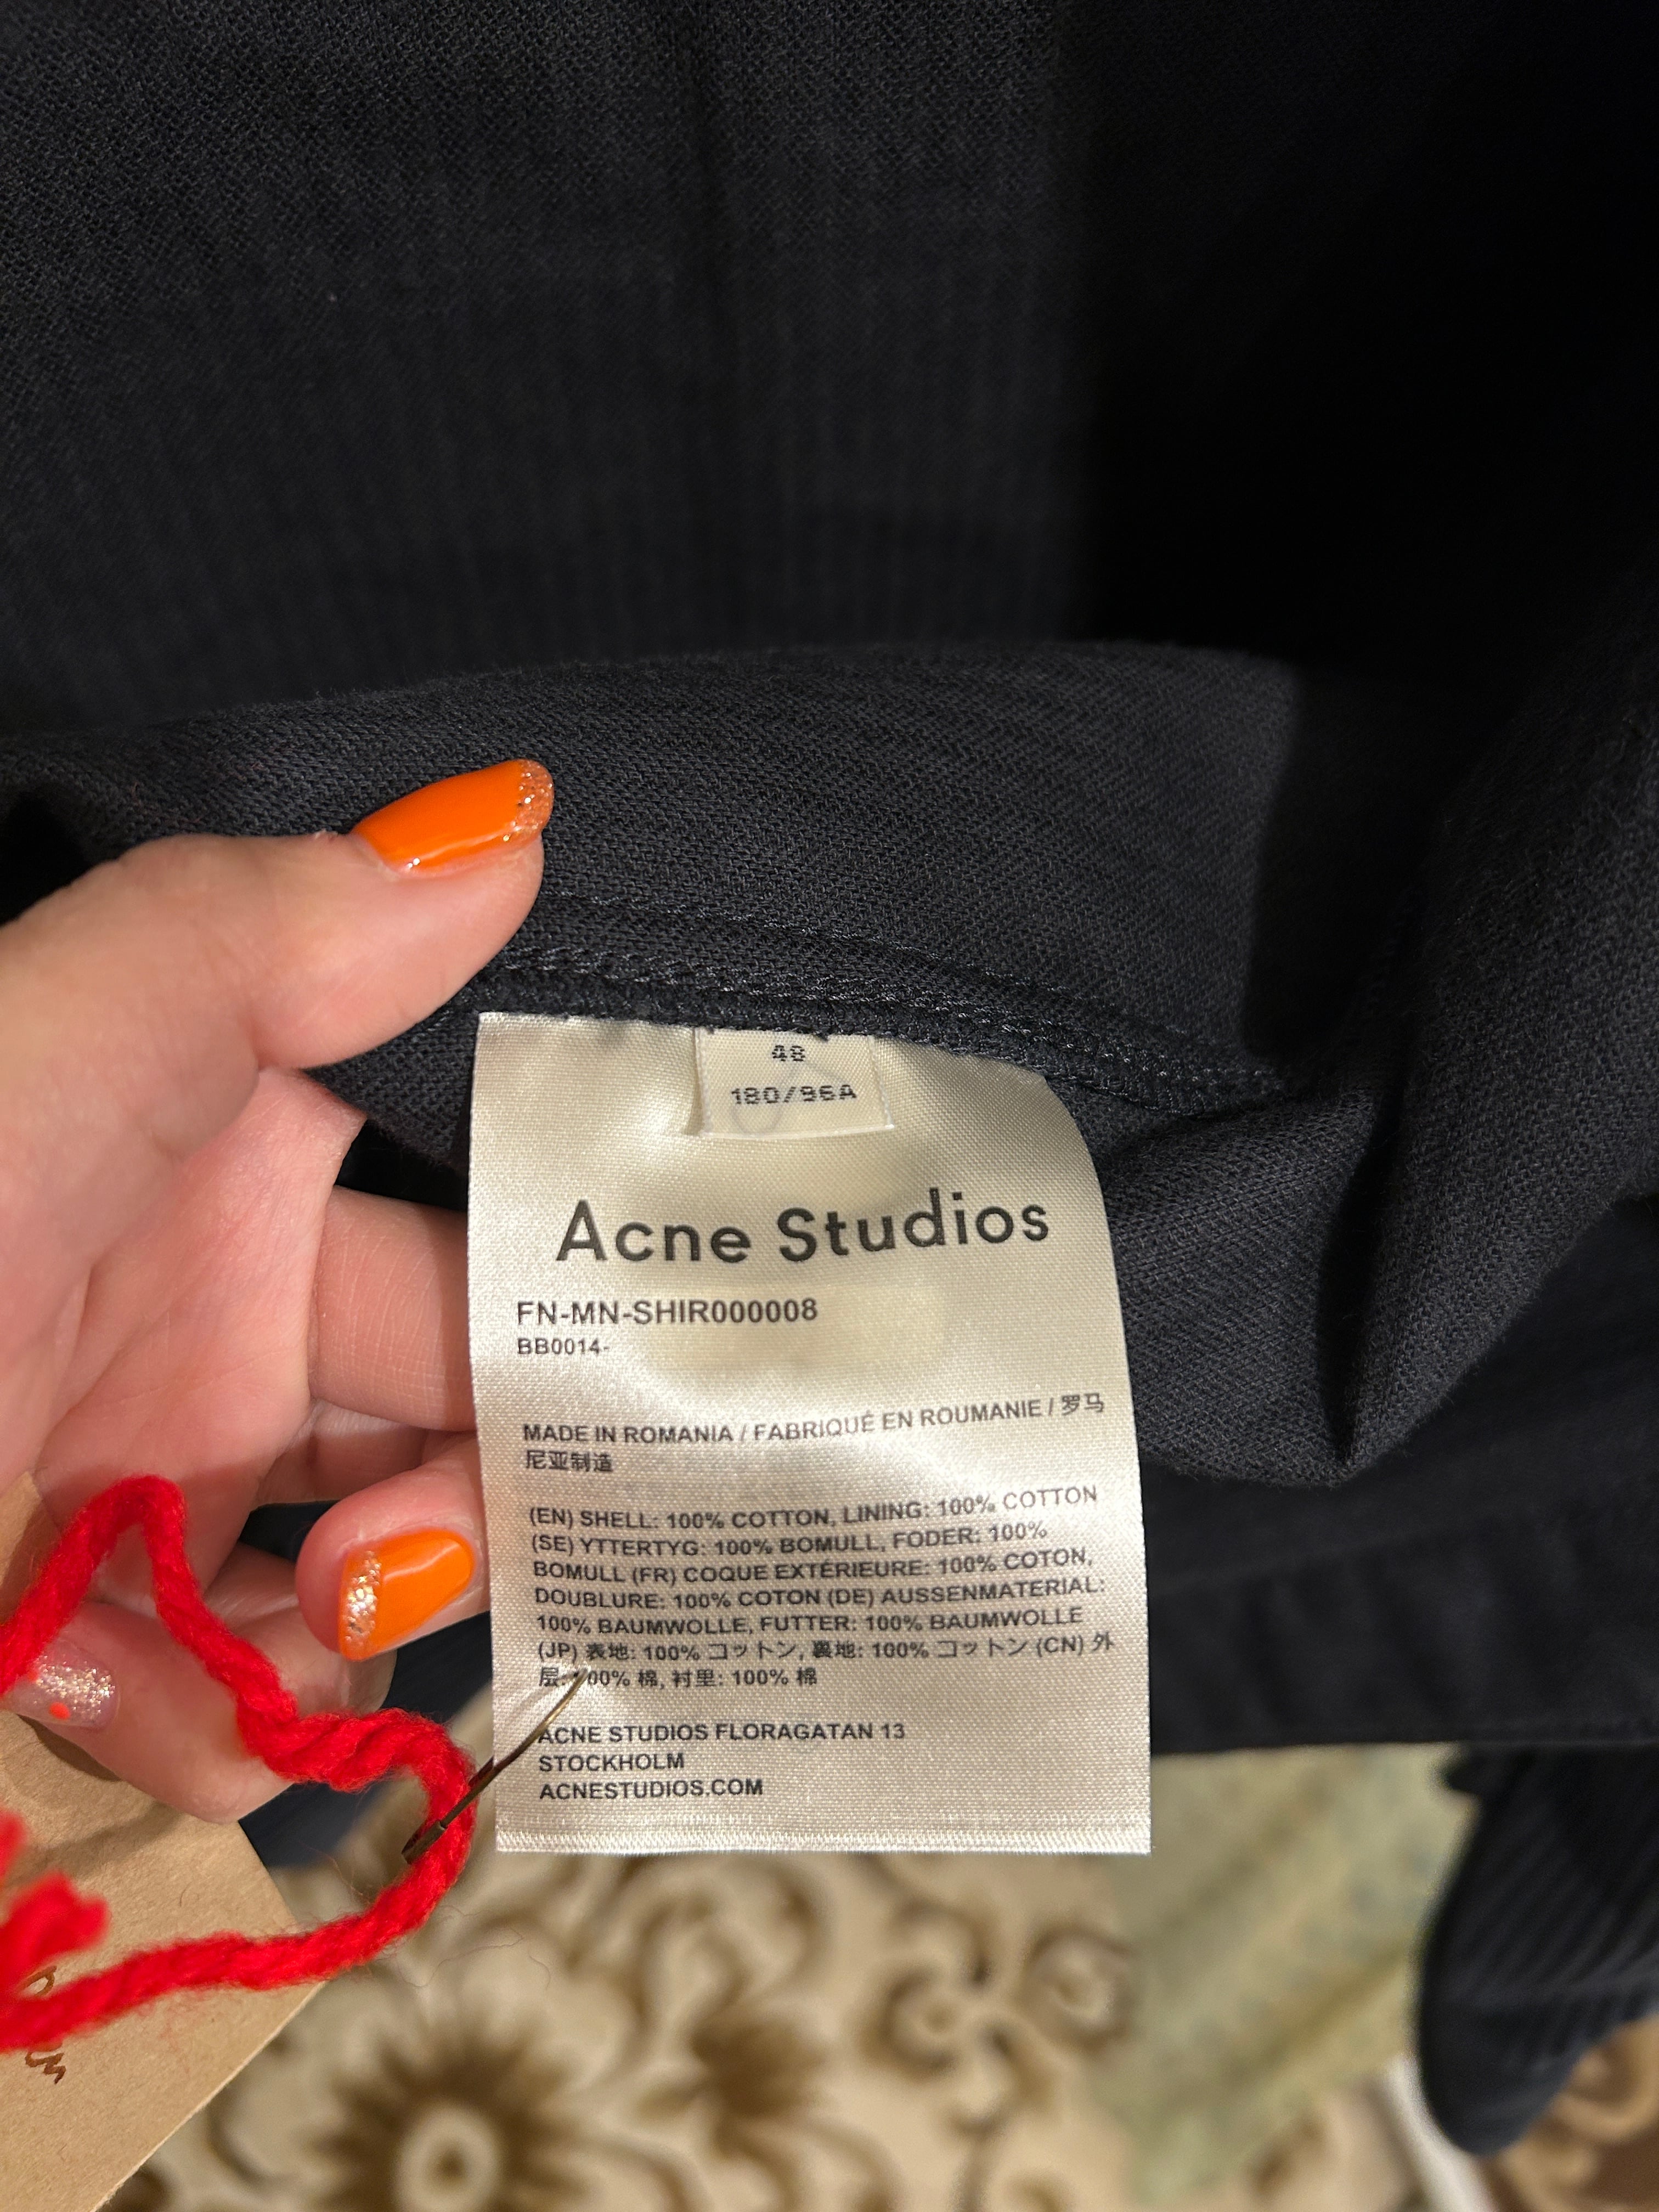 48
180/96A
Acne Studios
FN-MN-SHIR000008
BB0014-
MADE IN ROMANIA / FABRIQUÉ EN ROUMANIE / 罗马
尼亚制造
(EN) SHELL: 100% COTTON, LINING: 100% COTTON
(SE) YTTERTYG: 100% BOMULL, FODER: 100%
BOMULL (FR) COQUE EXTÉRIEURE: 100% COTON,
DOUBLURE: 100% COTON (DE) AUSSENMATERIAL:
100% BAUMWOLLE, FUTTER: 100% BAUMWOLLE
(JP) 表地: 100% コットン, 裏地: 100% コットン (CN) 外
层: 00% 棉, 衬里: 100% 棉
ACNE STUDIOS FLORAGATAN 13
STOCKHOLM
ACNESTUDIOS.COM